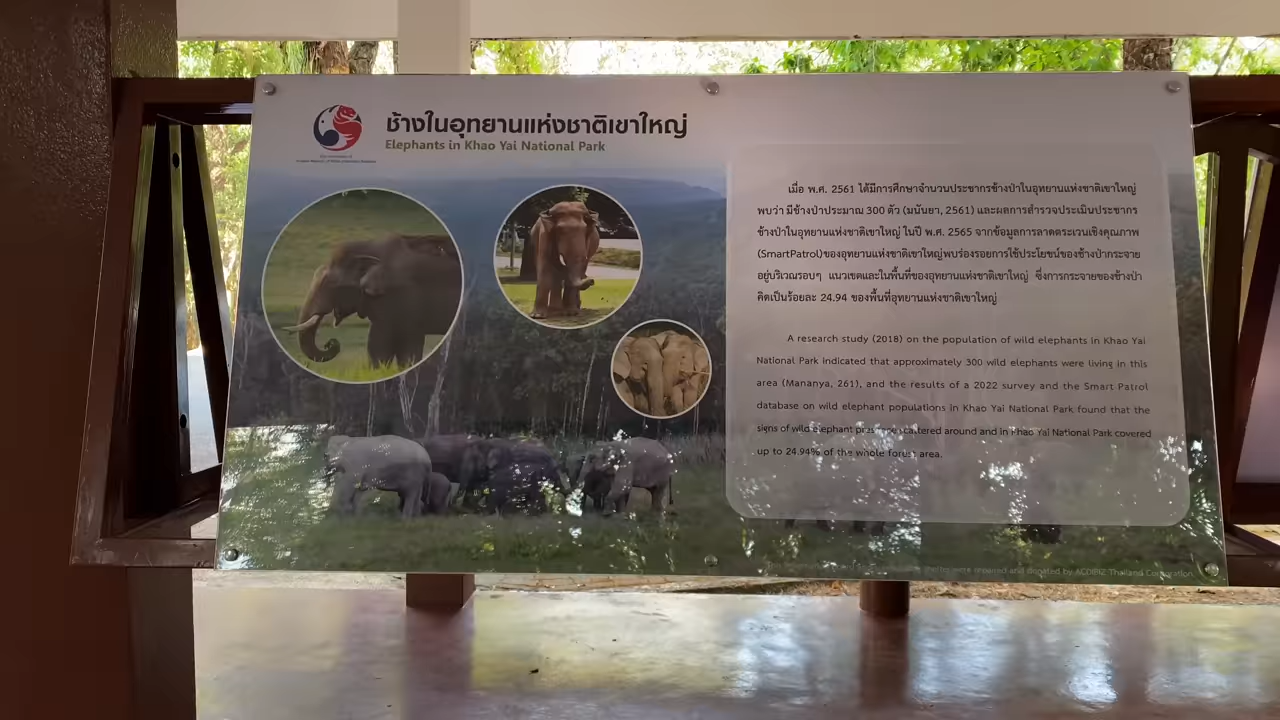 ช้างในอุทยานแห่งชาติเขาใหญ่
Elephants in Khao Yai National Park
เมื่อ พ.ศ. 2561 ได้มีการศึกษาจำนวนประชากรช้างป่าในอุทยานแห่งชาติเขาใหญ่
พบว่า มีช้างป่าประมาณ 300 ตัว (มนันยา, 2561) และผลการสำรวจประเมินประชากร
ช้างป่าในอุทยานแห่งชาติเขาใหญ่ ในปี พ.ศ. 2565 จากข้อมูลการลาดตระเวนเชิงคุณภาพ
(SmartPatrol)ของอุทยานแห่งชาติเขาใหญ่พบร่องรอยการใช้ประโยชน์ของช้างป่ากระจาย
อยู่บริเวณรอบๆ แนวเขตและในพื้นที่ของอุทยานแห่งชาติเขาใหญ่ ซึ่งการกระจายของช้างป่า
คิดเป็นร้อยละ 24.94 ของพื้นที่อุทยานแห่งชาติเขาใหญ่
A research study (2018) on the population of wild elephants in Khao Yai
National Park indicated that approximately 300 wild elephants were living in this
area (Mananya, 261), and the results of a 2022 survey and the Smart Patrol
database on wild elephant populations in Khao Yai National Park found that the
signs of wild elephant scattered around and in Khao Yai National Park covered
up to 24.94% of the whole forest area.
were prepared and donated by ACDIBIZ Thailand Corporation